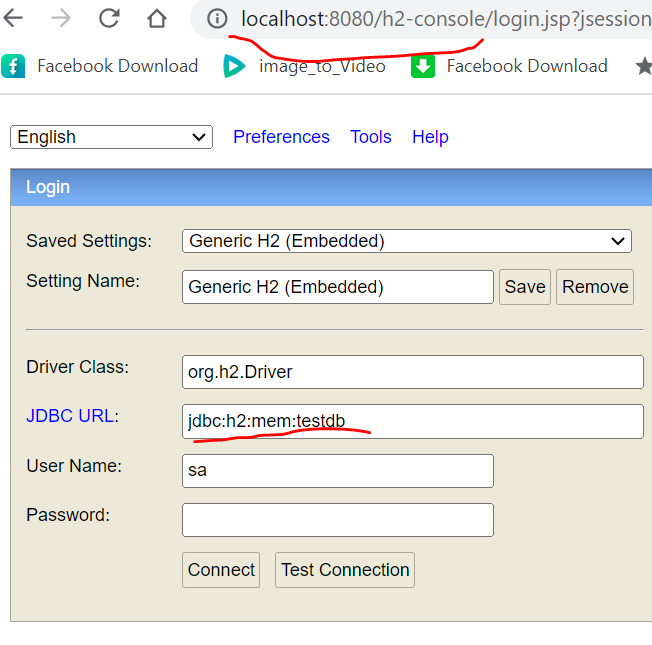 localhost:8080/h2-console/login.jsp?jsession
Facebook Download image_to_Video Facebook Download
English Preferences Tools Help
Login
Saved Settings: Generic H2 (Embedded)
Setting Name: Generic H2 (Embedded) Save Remove
Driver Class: org.h2.Driver
JDBC URL: jdbc:h2:mem:testdb
User Name: sa
Password:
Connect Test Connection